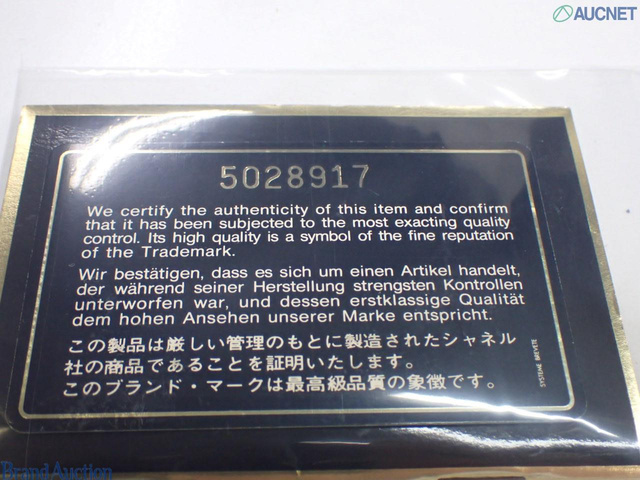 AUCNET
5028917
We certify the authenticity of this item and confirm
that it has been subjected to the most exacting quality
control. Its high quality is a symbol of the fine reputation
of the Trademark.
Wir bestätigen, dass es sich um einen Artikel handelt,
der während seiner Herstellung strengsten Kontrollen
unterworfen war, und dessen erstklassige Qualität
dem hohen Ansehen unserer Marke entspricht.
この製品は厳しい管理のもとに製造されたシャネル
社の商品であることを証明いたします。
このブランド・マークは最高級品質の象徴です。
SYSTEME BREVETE
Brand Auction